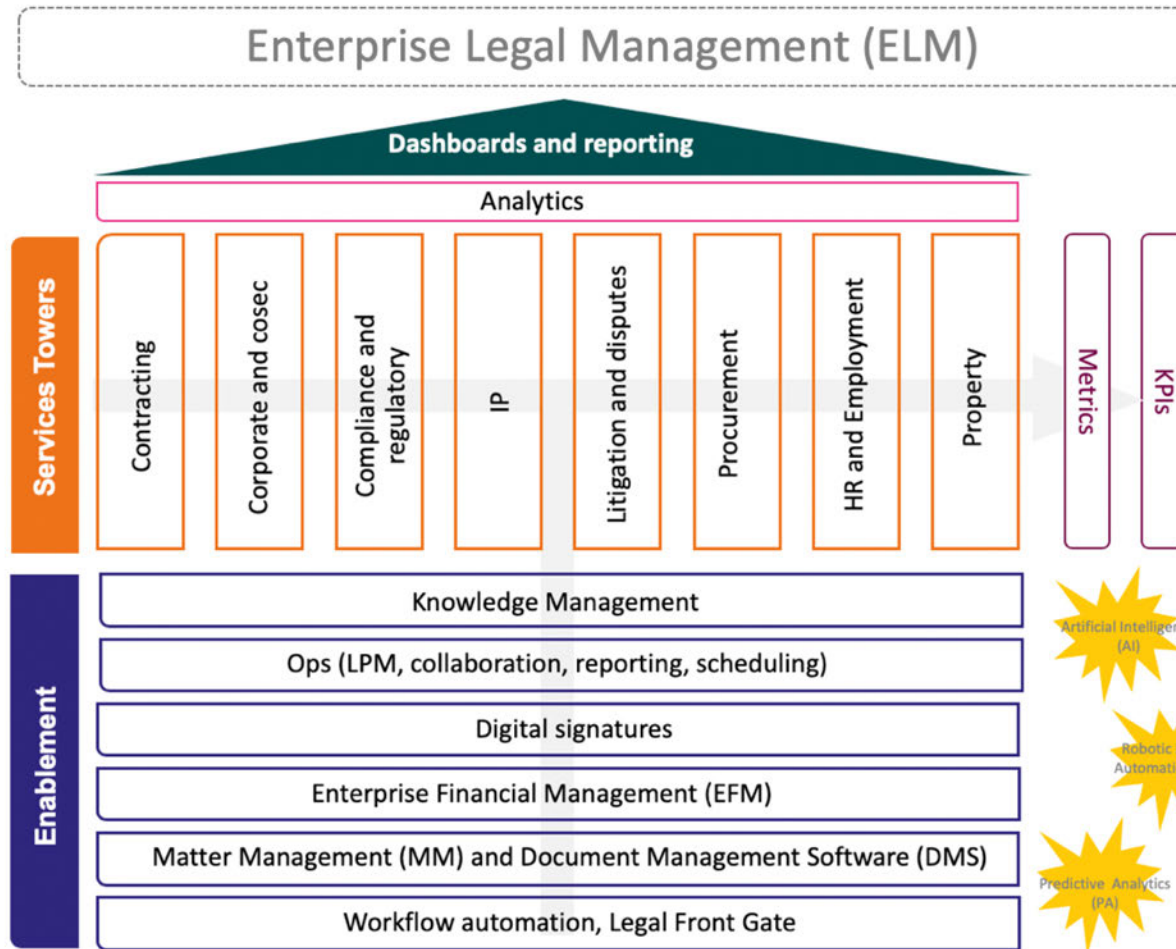 Enterprise Legal Management (ELM)
Dashboards and reporting
Analytics
Services Towers
Contracting
Corporate and cosec
Compliance and
regulatory
IP
Litigation and disputes
Procurement
HR and Employment
Property
Metrics
KPIs
Enablement
Knowledge Management
Ops (LPM, collaboration, reporting, scheduling)
Digital signatures
Enterprise Financial Management (EFM)
Matter Management (MM) and Document Management Software (DMS)
Workflow automation, Legal Front Gate
Artificial
(AI)
Robotic
Predictive Analytics
(PA)